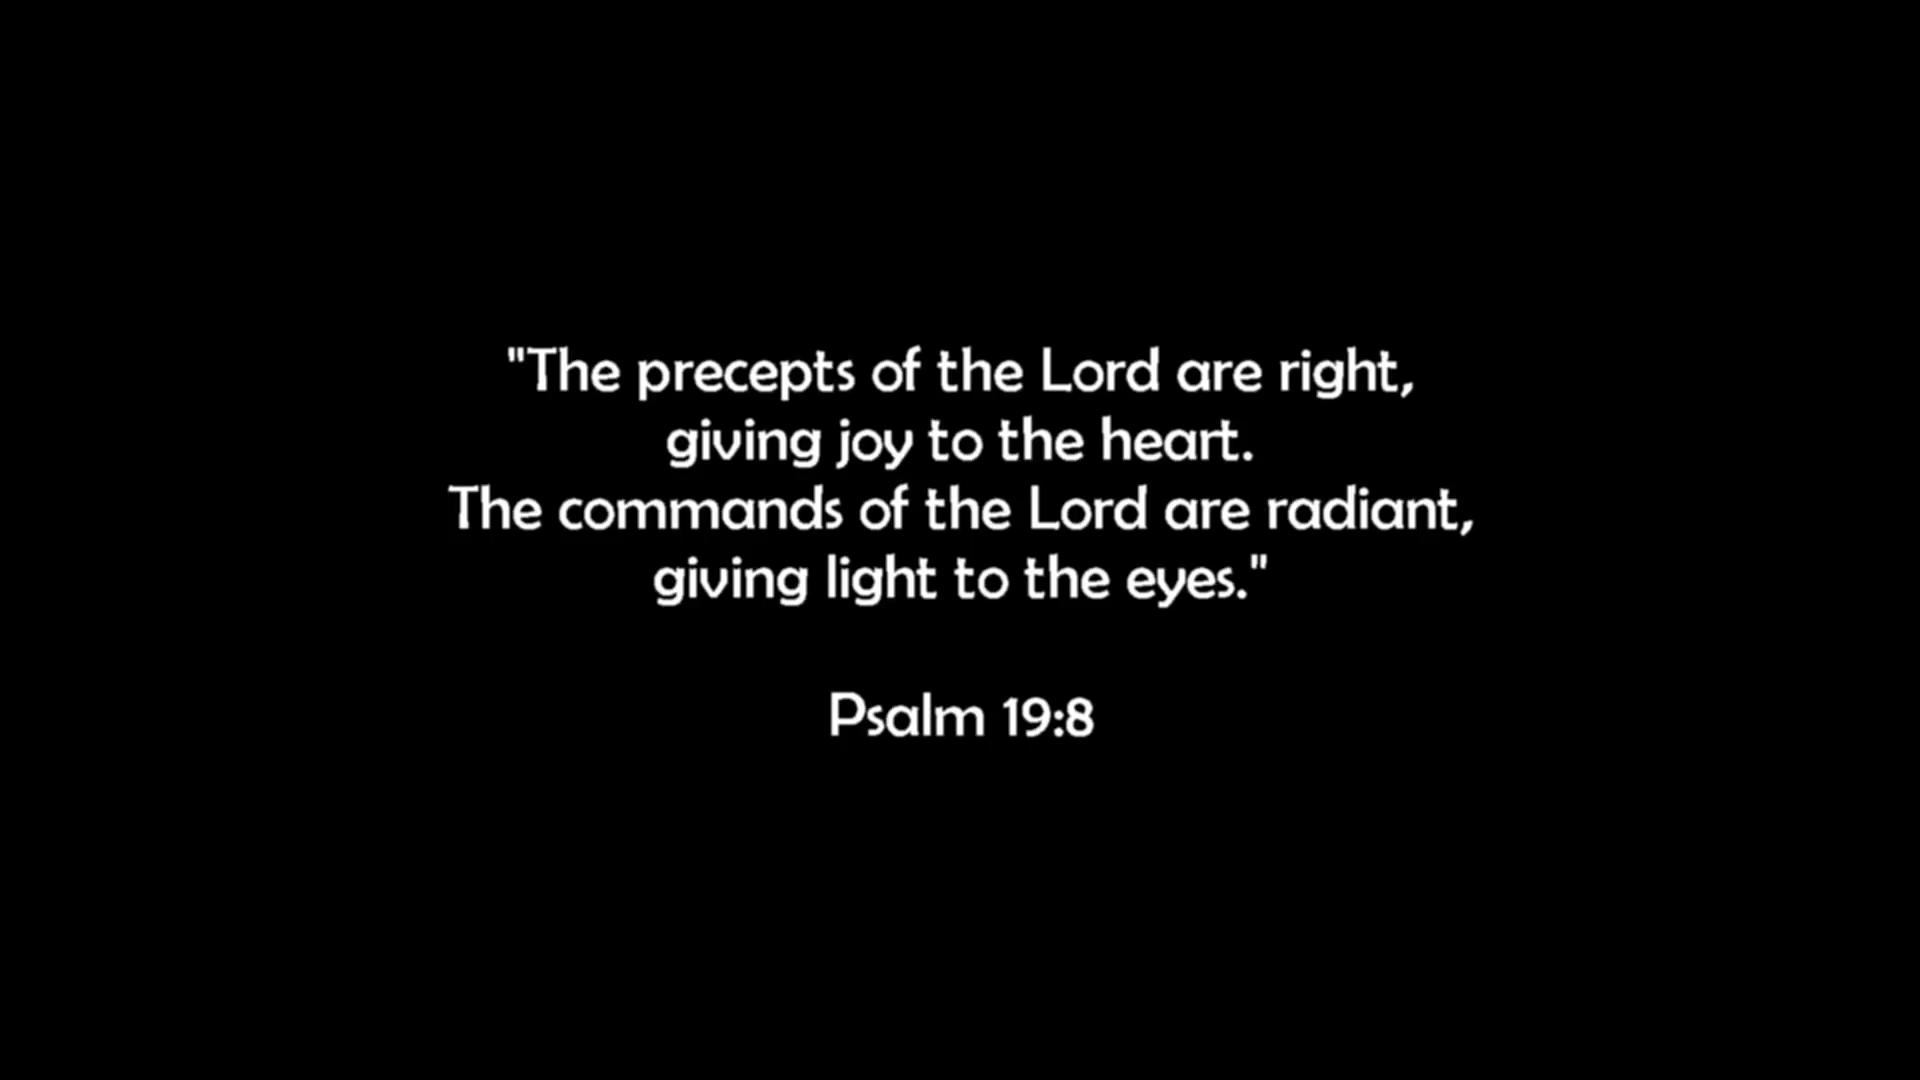 "The precepts of the Lord are right,
giving joy to the heart.
The commands of the Lord are radiant,
giving light to the eyes."
Psalm 19:8